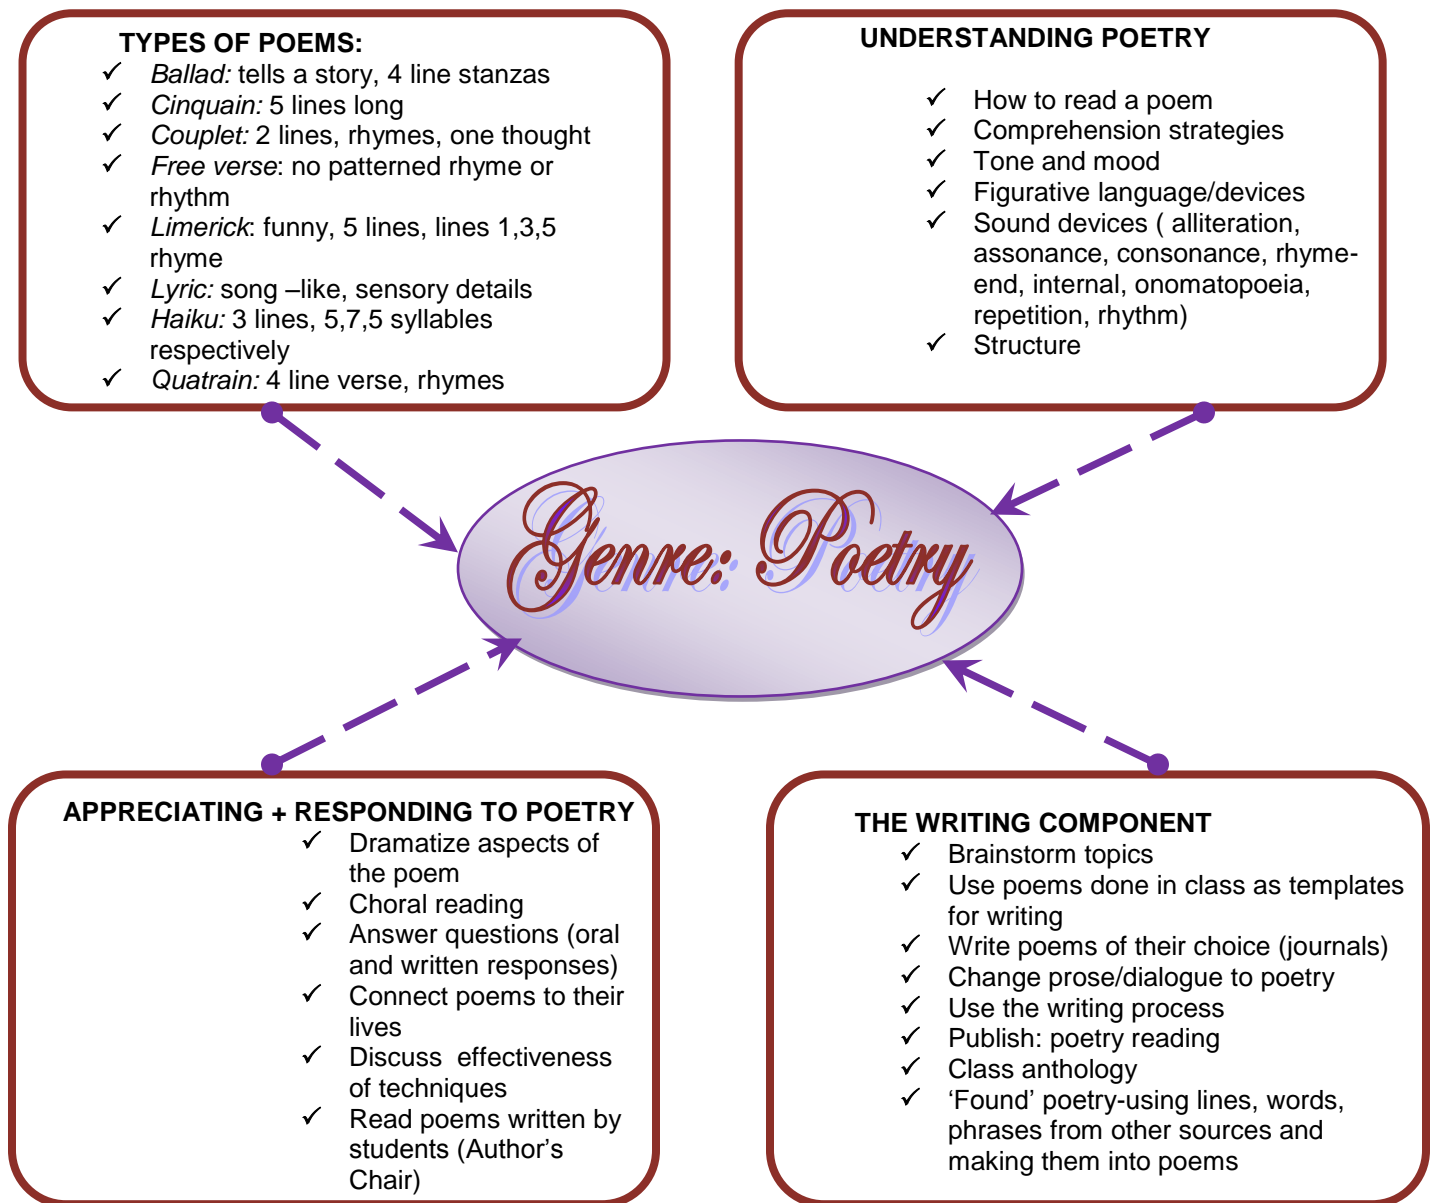 TYPES OF POEMS:
✓ Ballad: tells a story, 4 line stanzas
✓ Cinquain: 5 lines long
✓ Couplet: 2 lines, rhymes, one thought
✓ Free verse: no patterned rhyme or
rhythm
✓ Limerick: funny, 5 lines, lines 1,3,5
rhyme
✓ Lyric: song –like, sensory details
✓ Haiku: 3 lines, 5,7,5 syllables
respectively
✓ Quatrain: 4 line verse, rhymes
UNDERSTANDING POETRY
✓ How to read a poem
✓ Comprehension strategies
✓ Tone and mood
✓ Figurative language/devices
✓ Sound devices ( alliteration,
assonance, consonance, rhyme-
end, internal, onomatopoeia,
repetition, rhythm)
✓ Structure
Genre: Poetry
APPRECIATING + RESPONDING TO POETRY
✓ Dramatize aspects of
the poem
✓ Choral reading
✓ Answer questions (oral
and written responses)
✓ Connect poems to their
lives
✓ Discuss effectiveness
of techniques
✓ Read poems written by
students (Author’s
Chair)
THE WRITING COMPONENT
✓ Brainstorm topics
✓ Use poems done in class as templates
for writing
✓ Write poems of their choice (journals)
✓ Change prose/dialogue to poetry
✓ Use the writing process
✓ Publish: poetry reading
✓ Class anthology
✓ ‘Found’ poetry-using lines, words,
phrases from other sources and
making them into poems